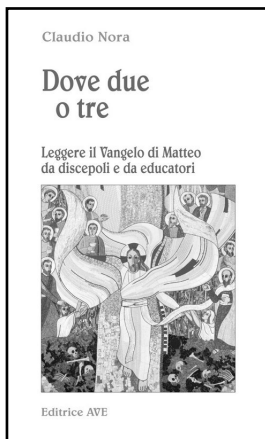 Claudio Nora
Dove due
o tre
Leggere il Vangelo di Matteo
da discepoli e da educatori
Editrice AVE